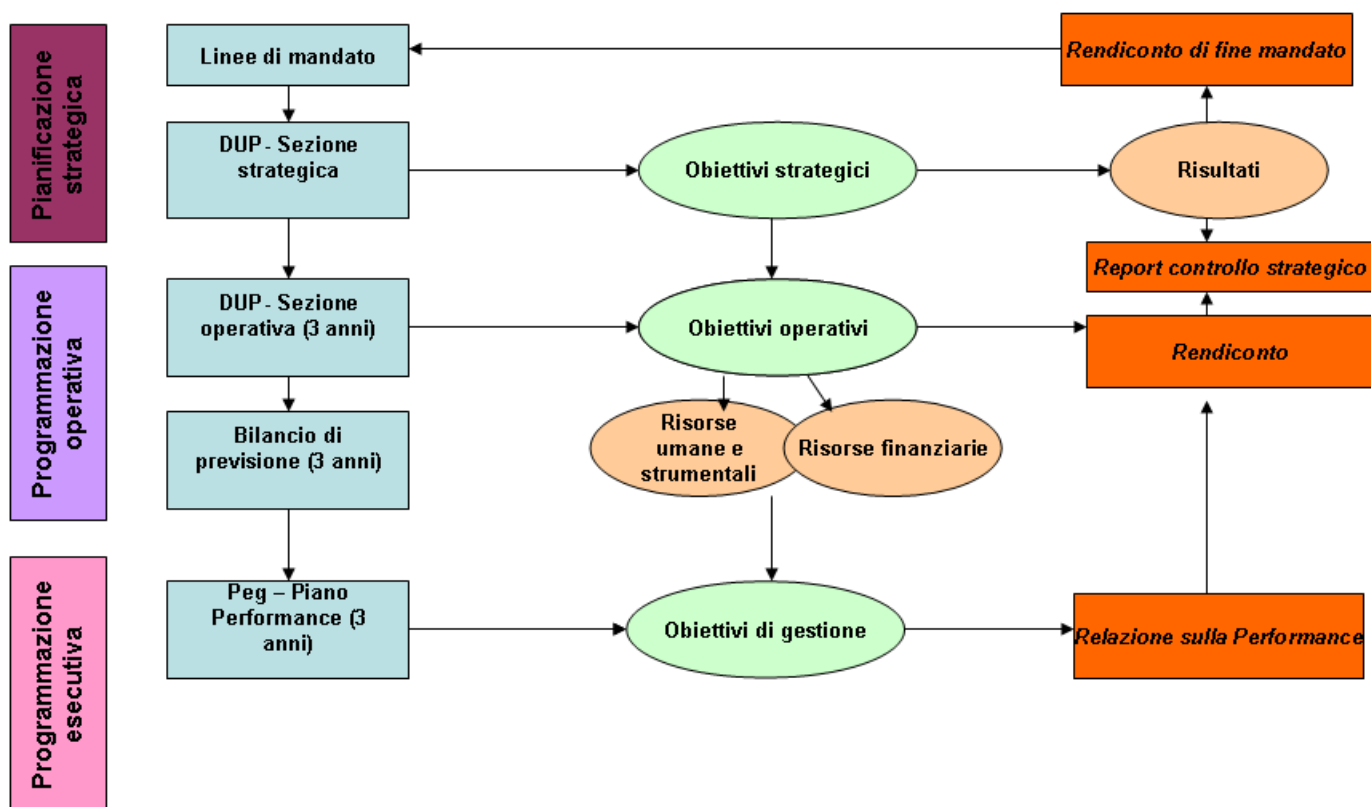 Pianificazione
strategica
Linee di mandato
Rendiconto di fine mandato
DUP- Sezione
strategica
Obiettivi strategici
Risultati
Report controllo strategico
Programmazione
operativa
DUP- Sezione
operativa (3 anni)
Obiettivi operativi
Rendiconto
Bilancio di
previsione (3 anni)
Risorse
umane e
strumentali
Risorse finanziarie
Programmazione
esecutiva
Peg – Piano
Performance (3
anni)
Obiettivi di gestione
Relazione sulla Performance